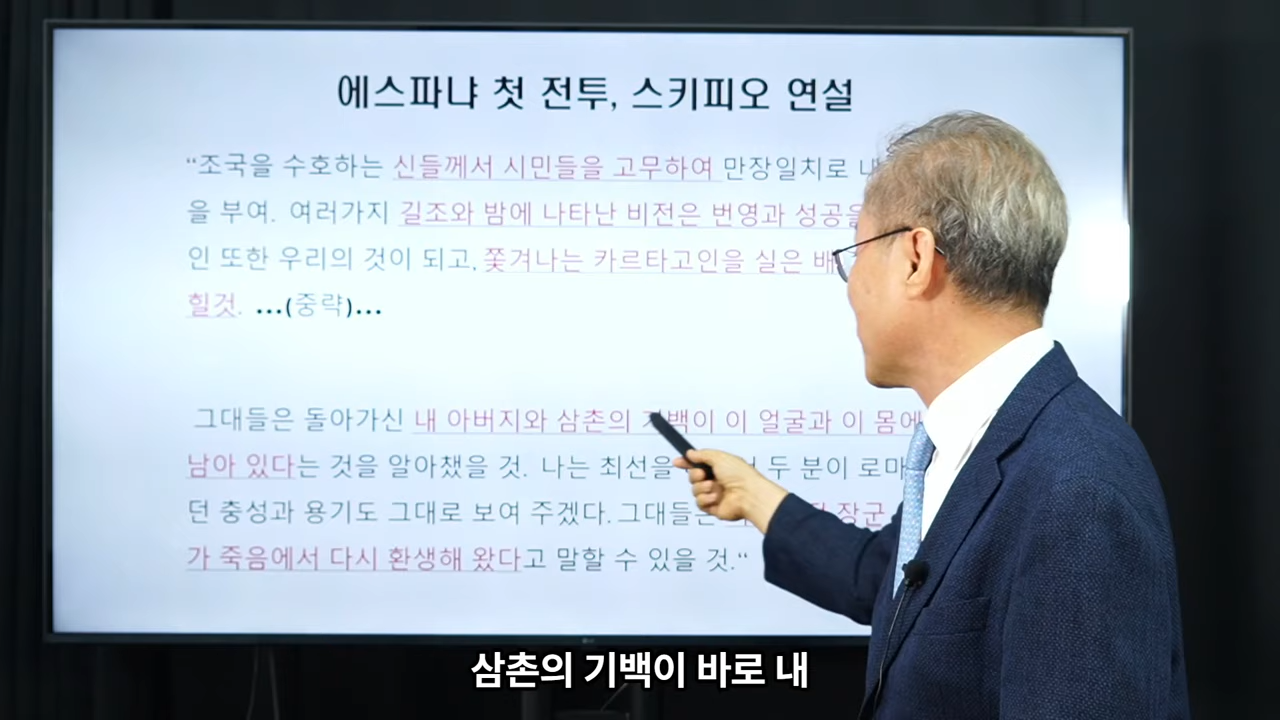 에스파냐 첫 전투, 스키피오 연설
“조국을 수호하는 신들께서 시민들을 고무하여 만장일치로
을 부여. 여러가지 길조와 밤에 나타난 비전은 번영과 성공을
인 또한 우리의 것이 되고, 쫓겨나는 카르타고인을 실은 배
힐것. ...(중략)...
그대들은 돌아가신 내 아버지와 삼촌의 기백이 이 얼굴과 이 몸에
남아 있다는 것을 알아챘을 것. 나는 최선을 두 분이 로마
던 충성과 용기도 그대로 보여 주겠다. 그대들은 장군
가 죽음에서 다시 환생해 왔다고 말할 수 있을 것.“
삼촌의 기백이 바로 내